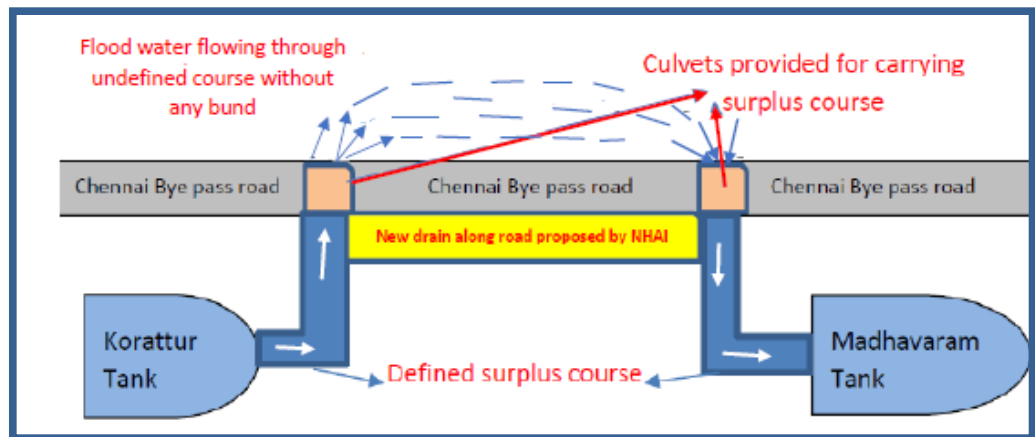 Flood water flowing through
undefined course without
any bund
Culvets provided for carrying
surplus course
Chennai Bye pass road
Chennai Bye pass road
Chennai Bye pass road
New drain along road proposed by NHAI
Korattur
Tank
Defined surplus course
Madhavaram
Tank